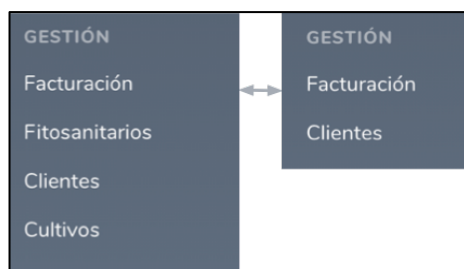 GESTIÓN
Facturación
Fitosanitarios
Clientes
Cultivos
GESTIÓN
Facturación
Clientes